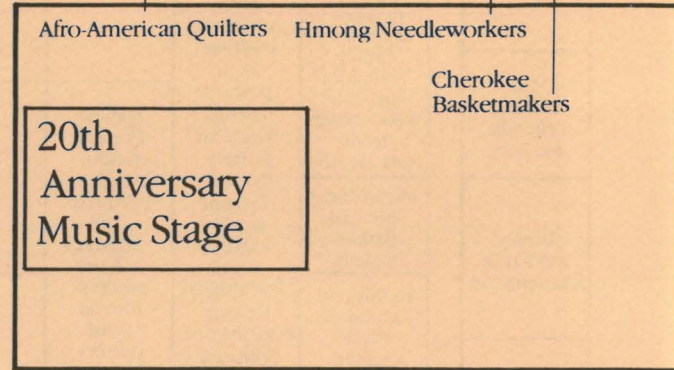 Afro-American Quilters Hmong Needleworkers
Cherokee
Basketmakers
20th
Anniversary
Music Stage